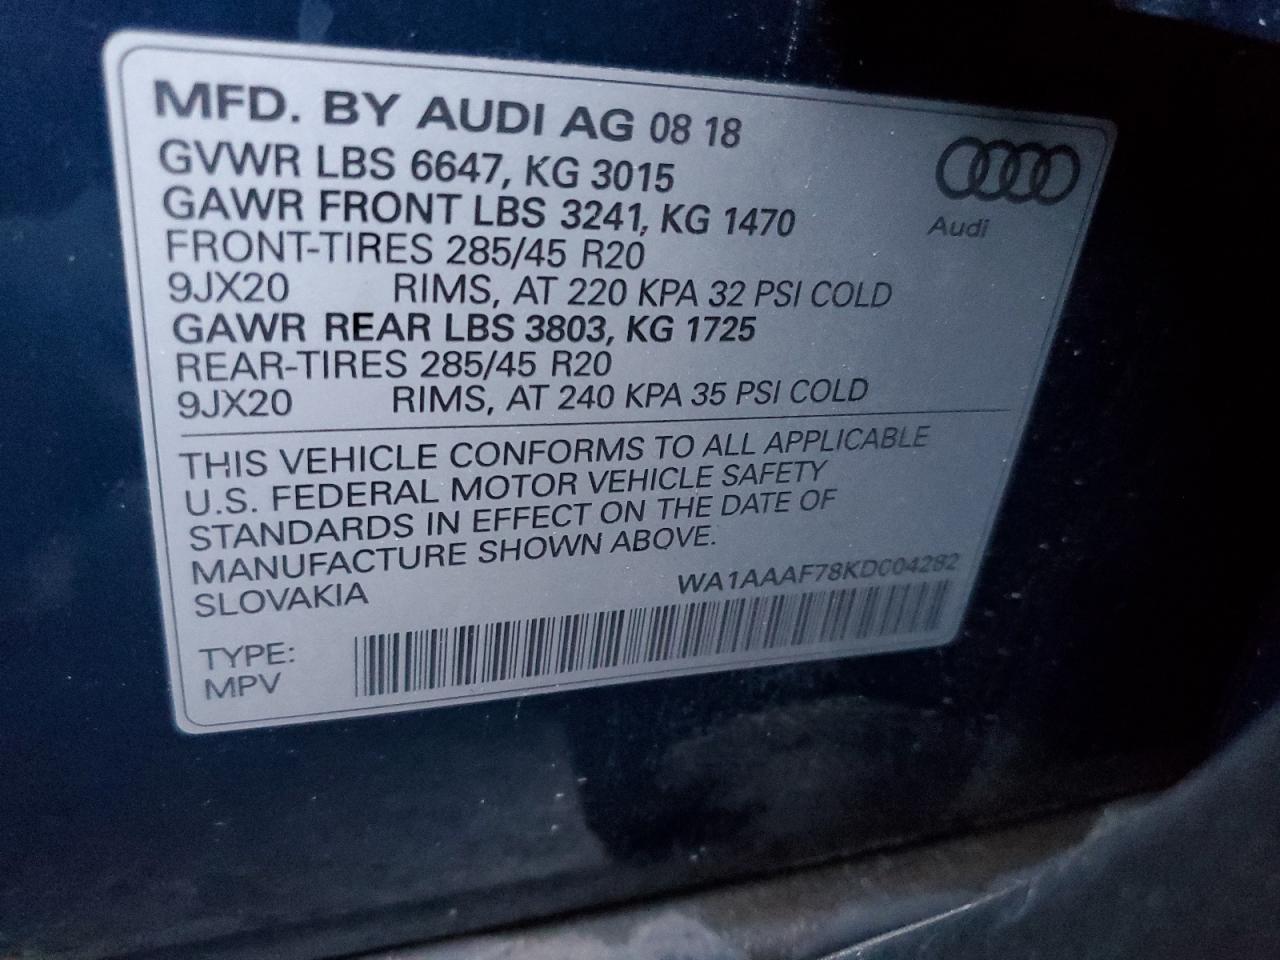 MFD. BY AUDI AG 08 18
GVWR LBS 6647, KG 3015
GAWR FRONT LBS 3241, KG 1470
FRONT-TIRES 285/45 R20
9JX20 RIMS, AT 220 KPA 32 PSI COLD
GAWR REAR LBS 3803, KG 1725
REAR-TIRES 285/45 R20
9JX20 RIMS, AT 240 KPA 35 PSI COLD
Audi
THIS VEHICLE CONFORMS TO ALL APPLICABLE
U.S. FEDERAL MOTOR VEHICLE SAFETY
STANDARDS IN EFFECT ON THE DATE OF
MANUFACTURE SHOWN ABOVE.
SLOVAKIA
WA1AAAF78KD004282
TYPE:
MPV